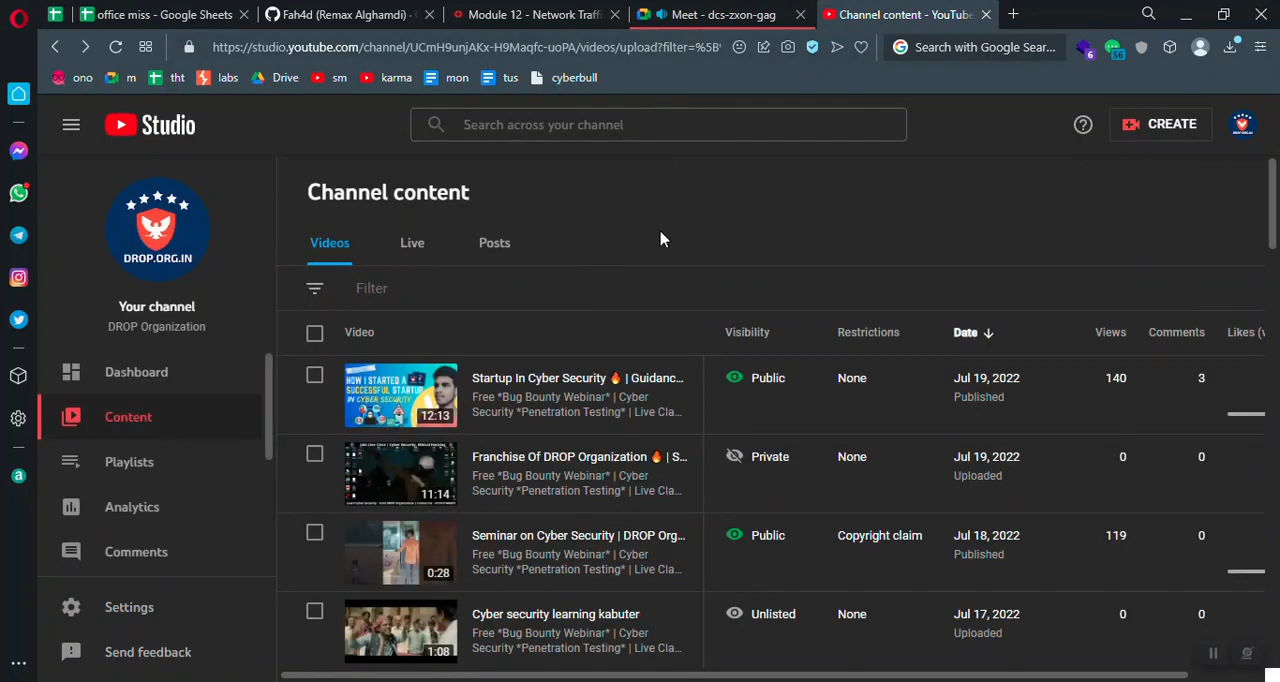 office miss - Google Sheets
Fah4d (Remax Alghamdi) -
Module 12 - Network Traffi
Meet - dcs-zxon-gag
Channel content - YouTube
https://studio.youtube.com/channel/UCmH9unjAKx-H9Maqfc-uoPA/videos/upload?filter=%5B
Search with Google Sear...
6
56
ono
m
tht
labs
Drive
sm
karma
mon
tus
cyberbull
Studio
Search across your channel
CREATE
DROP.ORG.IN
Your channel
DROP Organization
Dashboard
Content
Playlists
Analytics
Comments
Settings
Send feedback
Channel content
Videos
Live
Posts
Filter
Video
Visibility
Restrictions
Date
Views
Comments
Likes (v
HOW I STARTED A
SUCCESSFUL STARTUP
IN CYBER SECURITY
12:13
Startup In Cyber Security 🔥 | Guidanc...
Free *Bug Bounty Webinar* | Cyber
Security *Penetration Testing* | Live Cla...
Public
None
Jul 19, 2022
Published
140
3
11:14
Franchise Of DROP Organization 🔥 | S...
Free *Bug Bounty Webinar* | Cyber
Security *Penetration Testing* | Live Cla...
Private
None
Jul 19, 2022
Uploaded
0
0
0:28
Seminar on Cyber Security | DROP Org...
Free *Bug Bounty Webinar* | Cyber
Security *Penetration Testing* | Live Cla...
Public
Copyright claim
Jul 18, 2022
Published
119
0
1:08
Cyber security learning kabuter
Free *Bug Bounty Webinar* | Cyber
Security *Penetration Testing* | Live Cla...
Unlisted
None
Jul 17, 2022
Uploaded
0
0